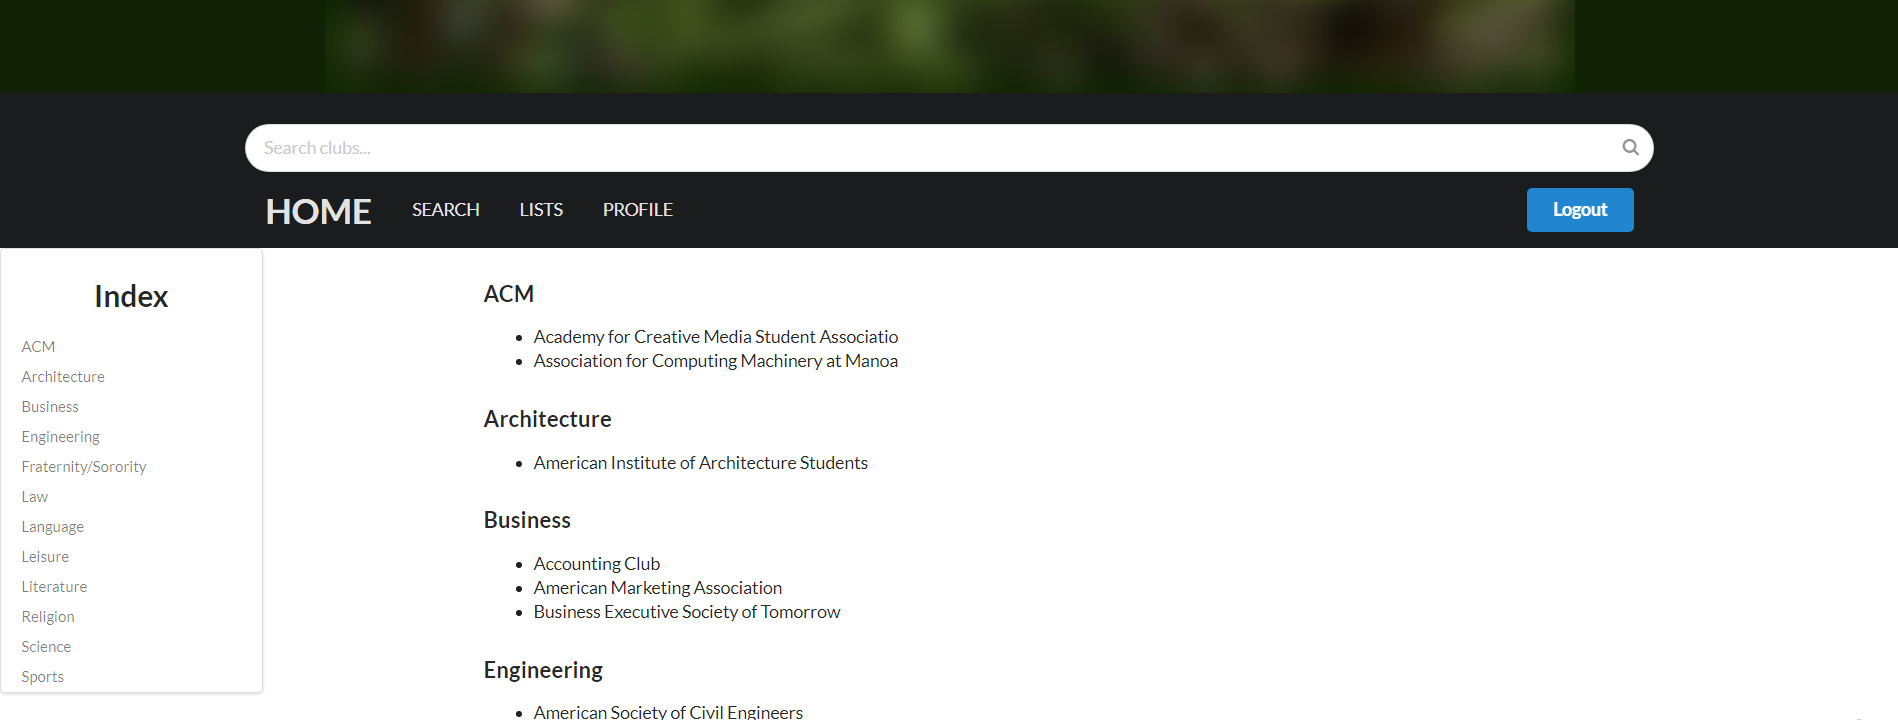 Search clubs...
HOME SEARCH LISTS PROFILE Logout
Index
ACM
Architecture
Business
Engineering
Fraternity/Sorority
Law
Language
Leisure
Literature
Religion
Science
Sports
ACM
Academy for Creative Media Student Associatio
Association for Computing Machinery at Manoa
Architecture
American Institute of Architecture Students
Business
Accounting Club
American Marketing Association
Business Executive Society of Tomorrow
Engineering
American Society of Civil Engineers